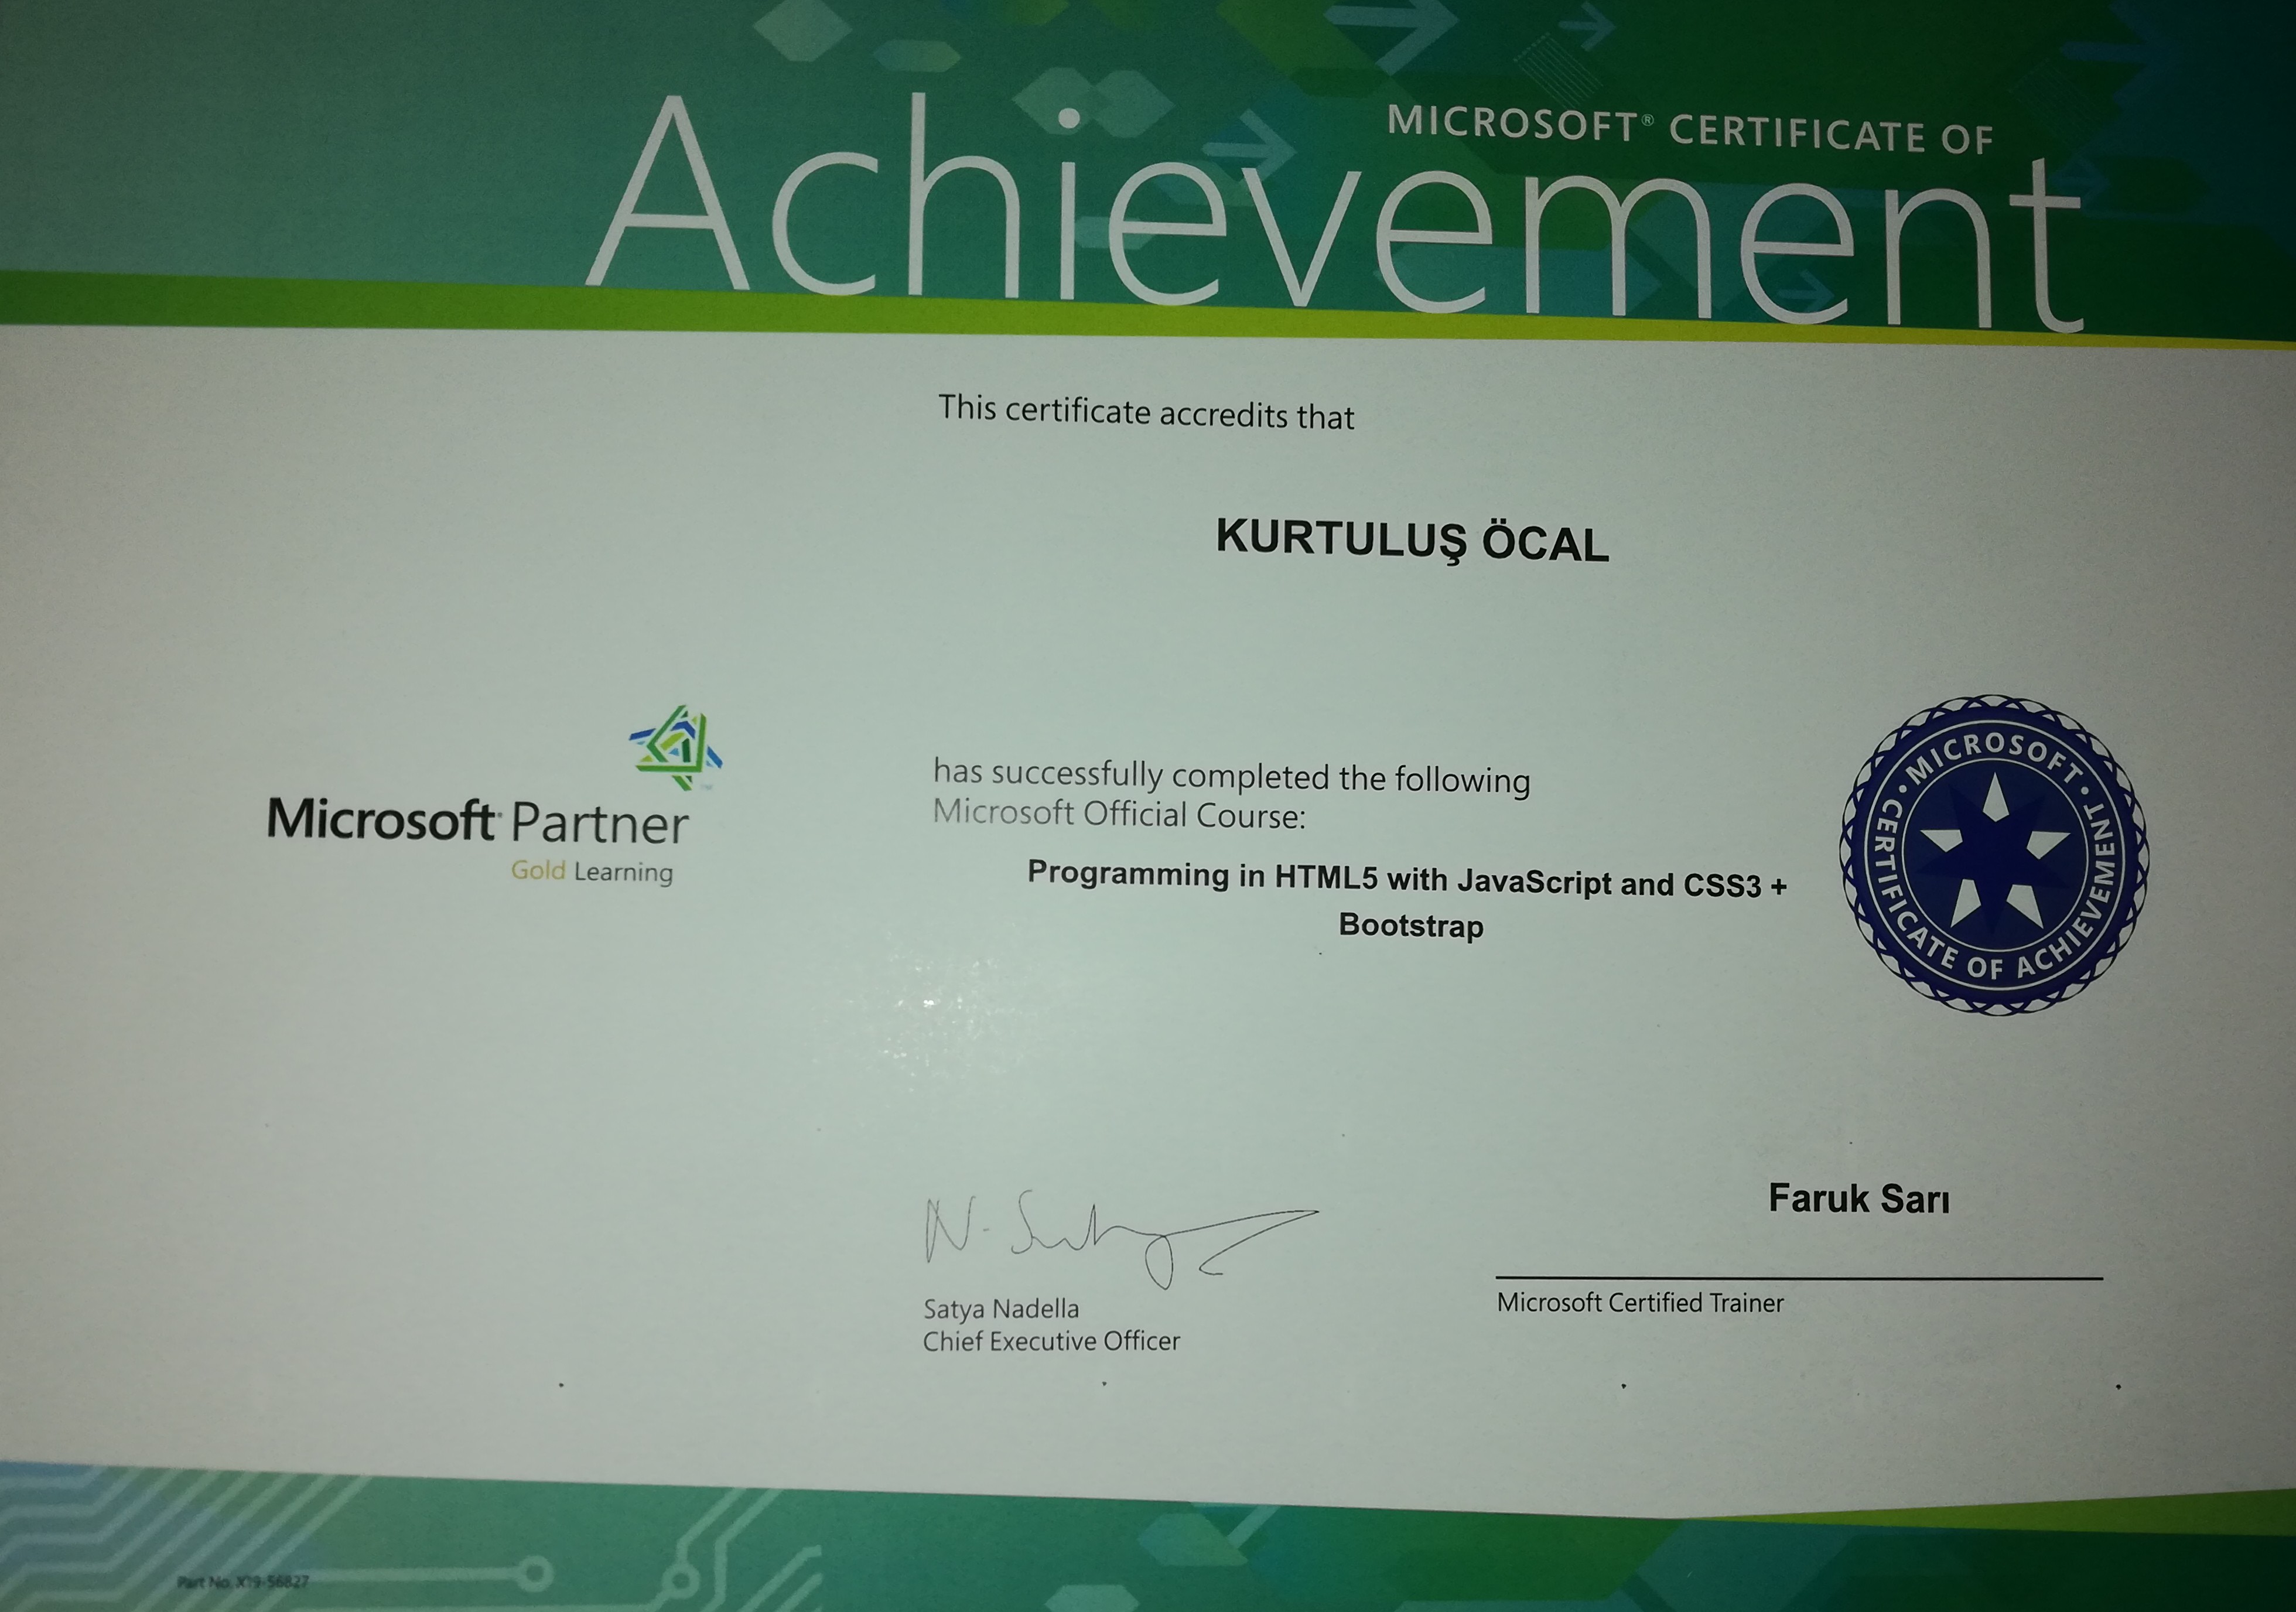 MICROSOFT® CERTIFICATE OF
Achievement
This certificate accredits that
KURTULUŞ ÖCAL
Microsoft Partner
Gold Learning
has successfully completed the following
Microsoft Official Course:
Programming in HTML5 with JavaScript and CSS3 +
Bootstrap
• MICROSOFT • CERTIFICATE OF ACHIEVEMENT
N. Satya
Satya Nadella
Chief Executive Officer
Faruk Sarı
Microsoft Certified Trainer
Part No. X19-56827